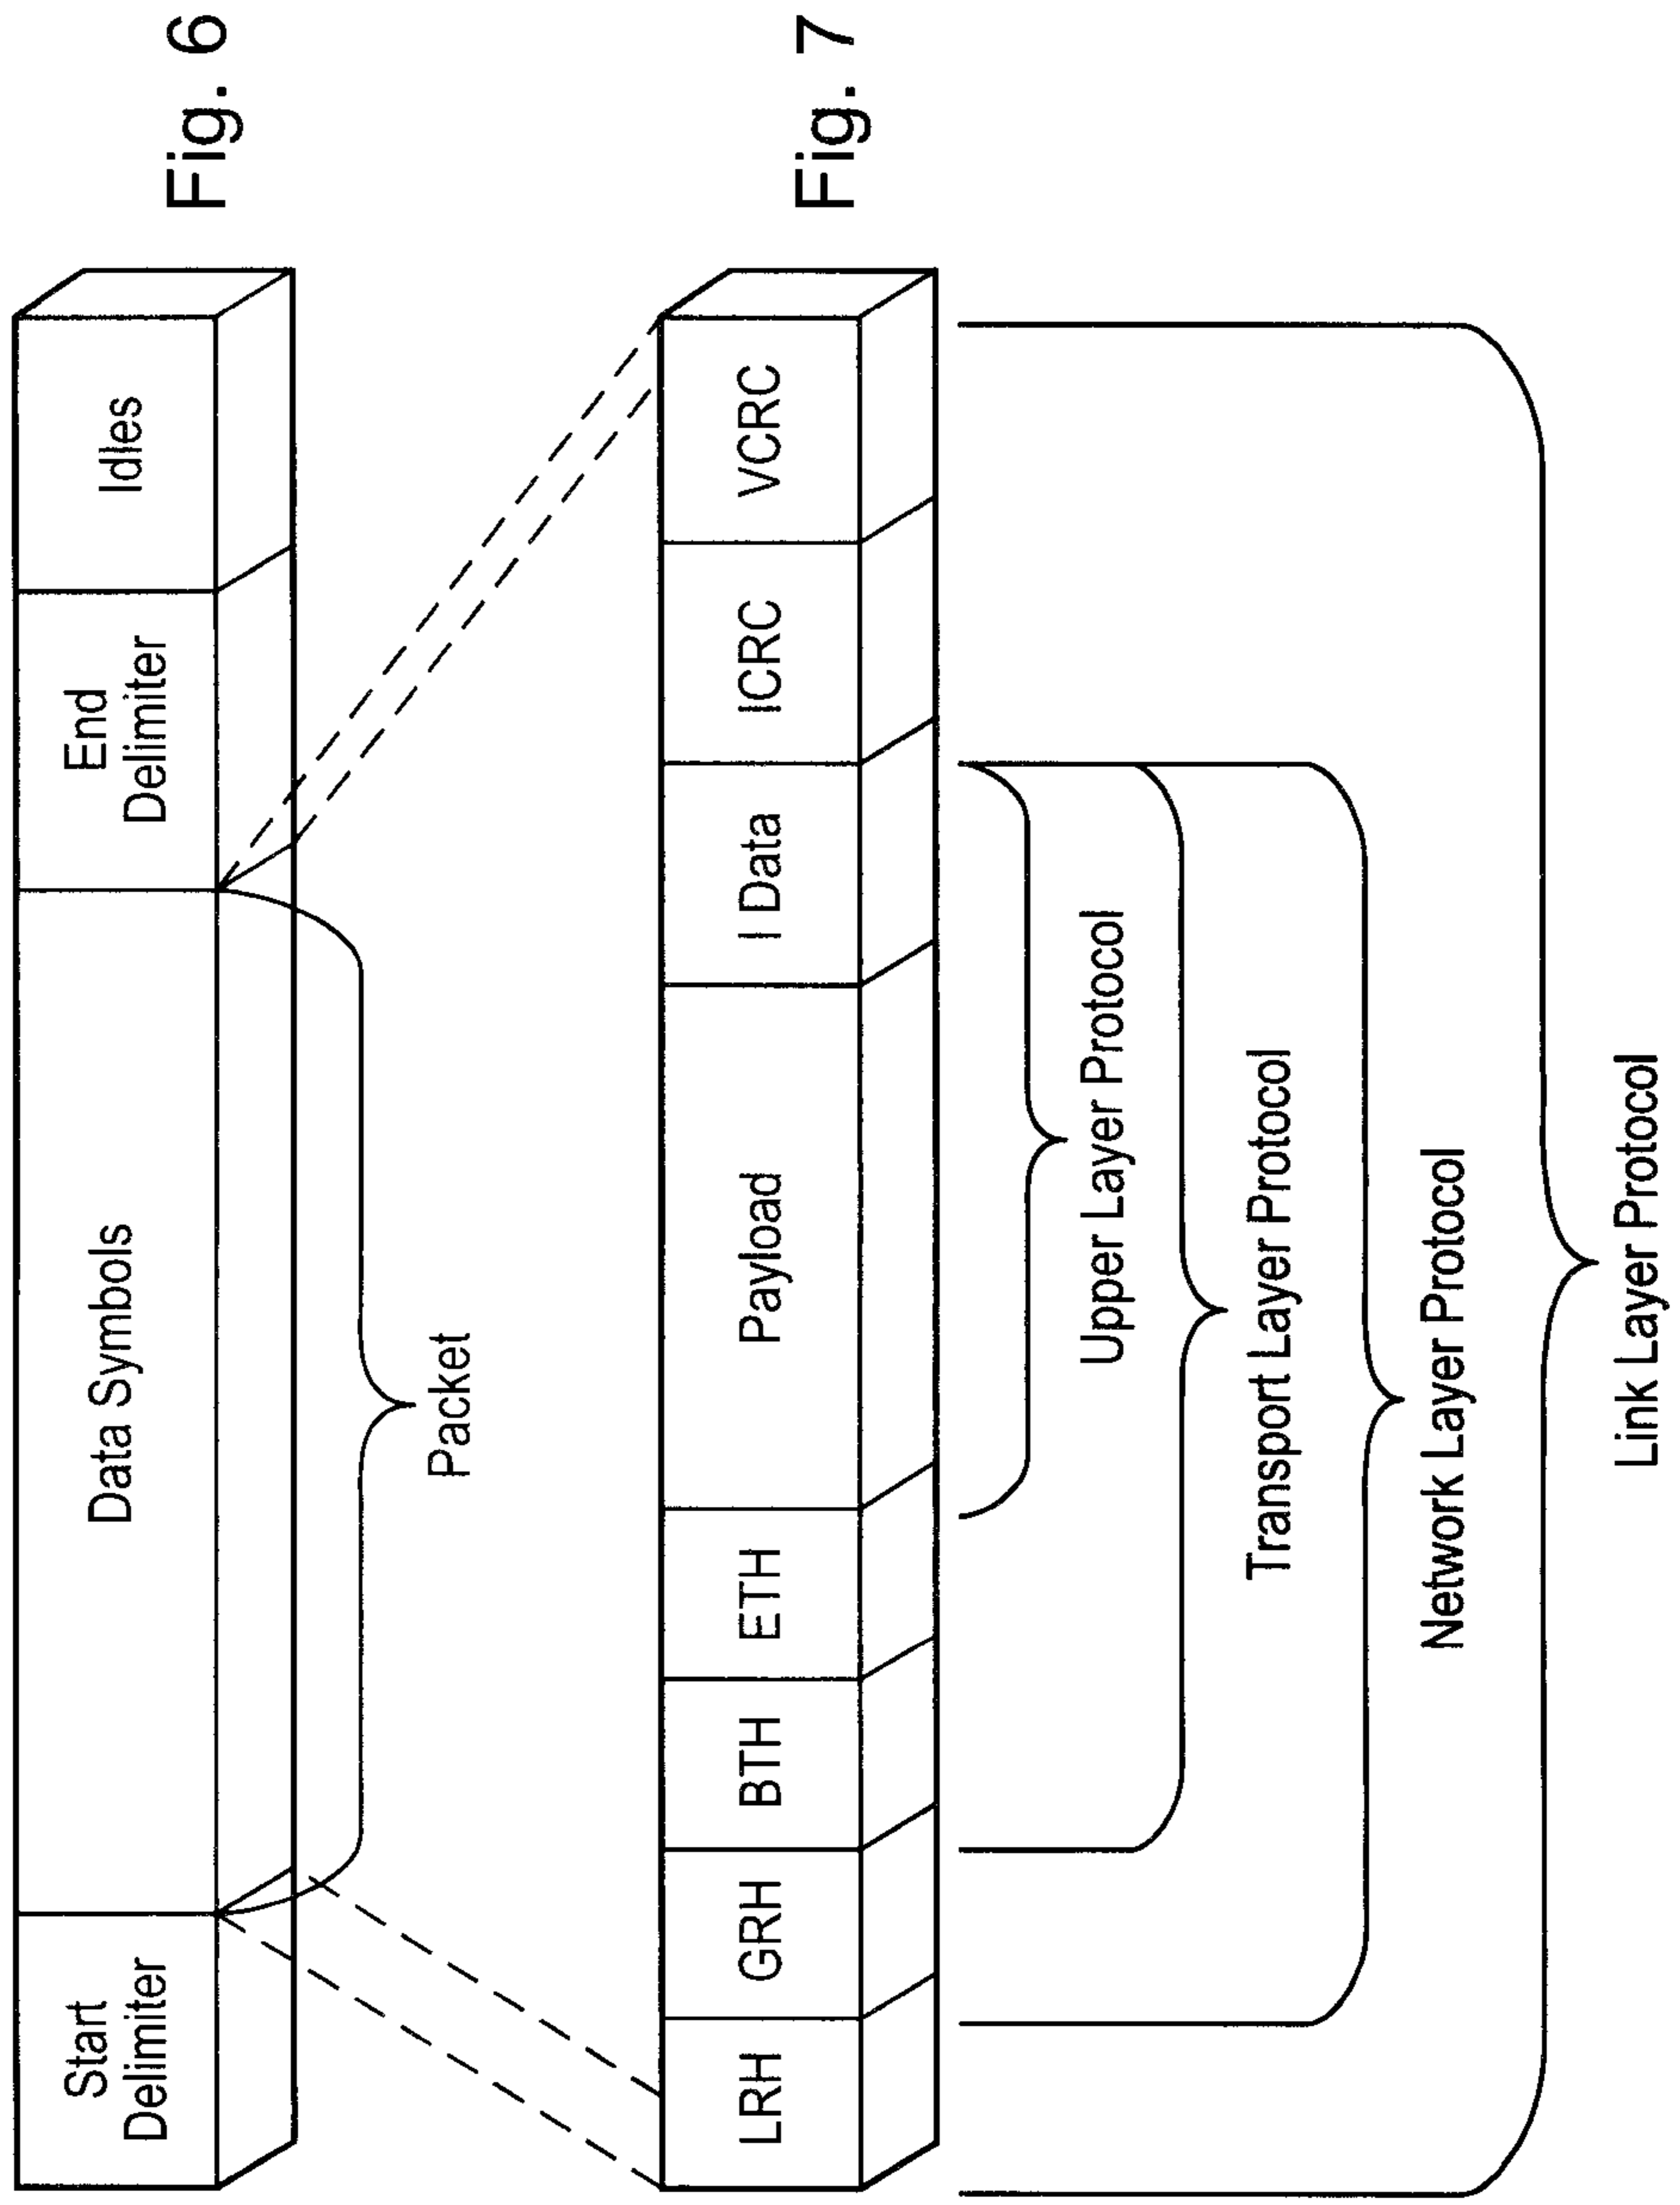 Start
Delimiter
Data Symbols
End
Delimiter
Idles
Packet
Fig. 6
LRH
GRH
BTH
ETH
Payload
I Data
ICRC
VCRC
Fig. 7
Upper Layer Protocol
Transport Layer Protocol
Network Layer Protocol
Link Layer Protocol